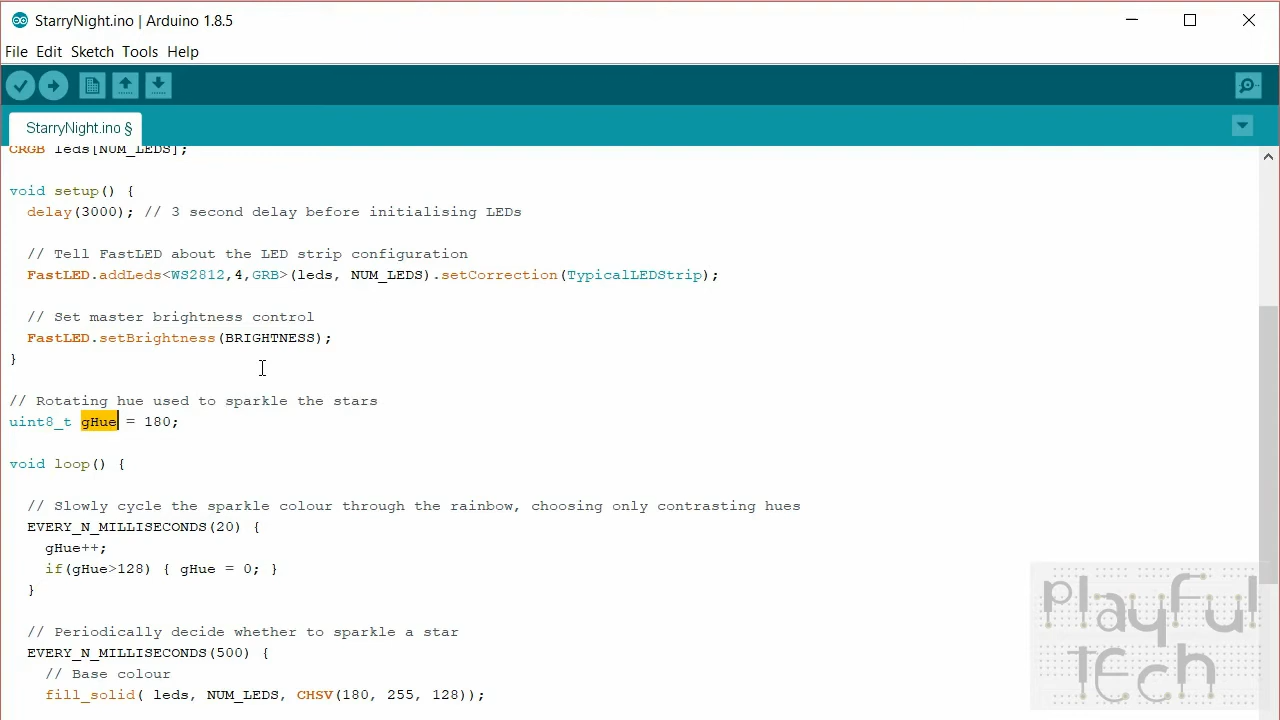 StarryNight.ino | Arduino 1.8.5
File Edit Sketch Tools Help
StarryNight.ino §
CRGB leds[NUM_LEDS];
void setup() {
delay(3000); // 3 second delay before initialising LEDs
// Tell FastLED about the LED strip configuration
FastLED.addLeds<WS2812,4,GRB>(leds, NUM_LEDS).setCorrection(TypicalLEDStrip);
// Set master brightness control
FastLED.setBrightness(BRIGHTNESS);
}
// Rotating hue used to sparkle the stars
uint8_t gHue = 180;
void loop() {
// Slowly cycle the sparkle colour through the rainbow, choosing only contrasting hues
EVERY_N_MILLISECONDS(20) {
gHue++;
if(gHue>128) { gHue = 0; }
}
// Periodically decide whether to sparkle a star
EVERY_N_MILLISECONDS(500) {
// Base colour
fill_solid( leds, NUM_LEDS, CHSV(180, 255, 128));
playful
tech